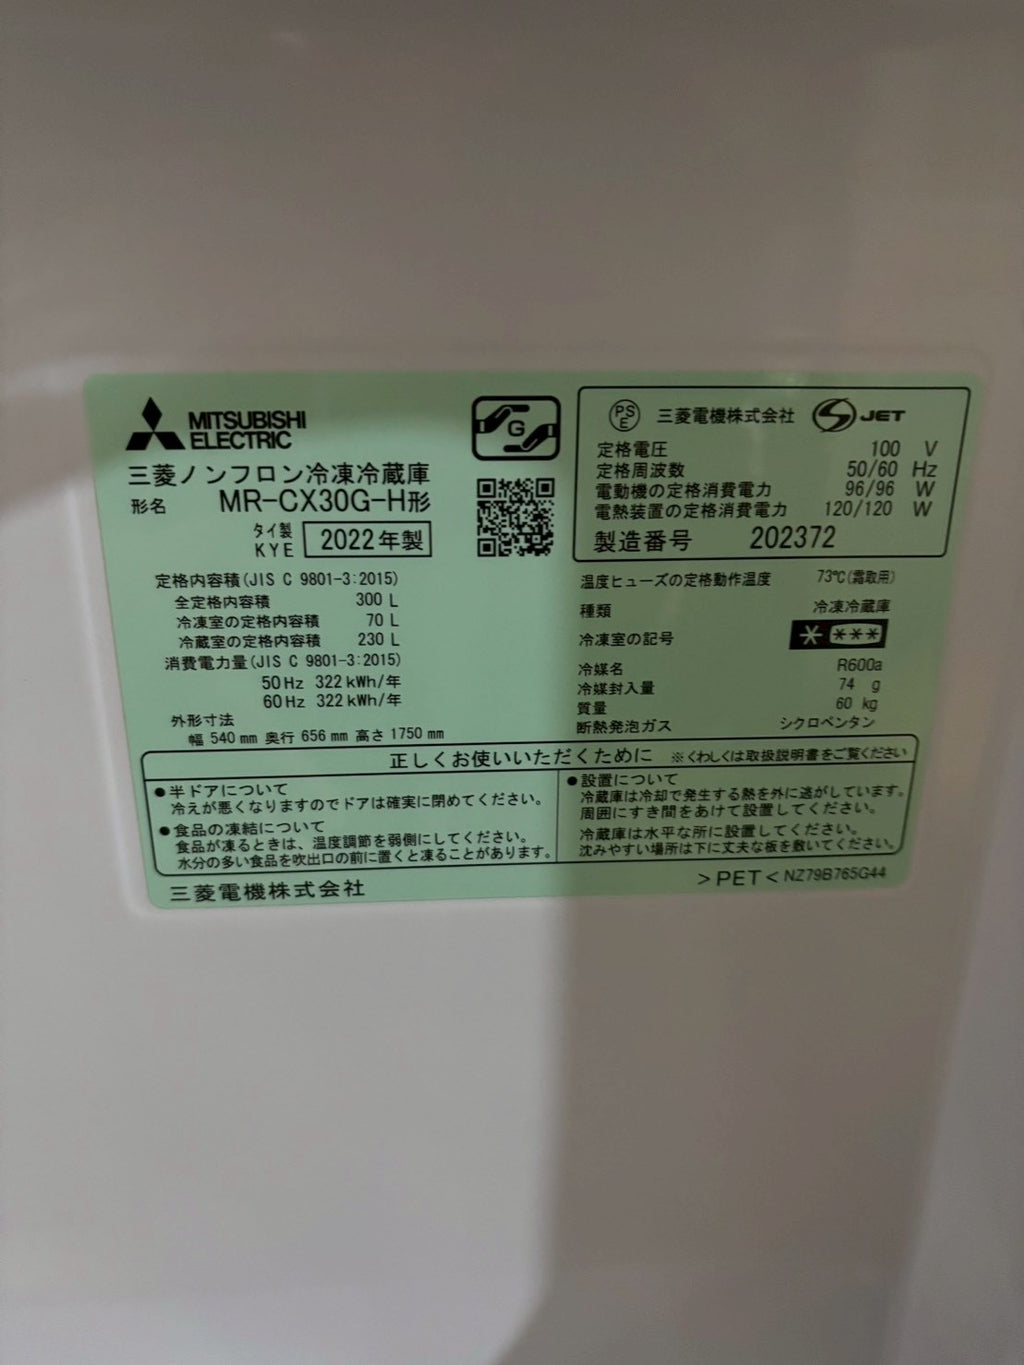 MITSUBISHI
ELECTRIC
三菱ノンフロン冷凍冷蔵庫
形名 MR-CX30G-H形
タイ製
KYE 2022年製
G
定格内容積(JIS C 9801-3:2015)
全定格内容積 300 L
冷凍室の定格内容積 70 L
冷蔵室の定格内容積 230 L
消費電力量(JIS C 9801-3:2015)
50Hz 322kWh/年
60Hz 322kWh/年
外形寸法
幅 540 mm 奥行 656 mm 高さ 1750 mm
PSE 三菱電機株式会社 JET
定格電圧 100 V
定格周波数 50/60 Hz
電動機の定格消費電力 96/96 W
電熱装置の定格消費電力 120/120 W
製造番号 202372
温度ヒューズの定格動作温度 73℃(霜取用)
種類 冷凍冷蔵庫
冷凍室の記号 * ***
冷媒名 R600a
冷媒封入量 74 g
質量 60 kg
断熱発泡ガス シクロペンタン
正しくお使いいただくために ※くわしくは取扱説明書をご覧ください
●半ドアについて
冷えが悪くなりますのでドアは確実に閉めてください。
●食品の凍結について
食品が凍るときは、温度調節を弱側にしてください。
水分の多い食品を吹出口の前に置くと凍ることがあります。
●設置について
冷蔵庫は冷却で発生する熱を外に逃がしています。
周囲にすき間をあけて設置してください。
冷蔵庫は水平な所に設置してください。
沈みやすい場所は下に丈夫な板を敷いてください。
三菱電機株式会社
>PET< NZ79B765G44